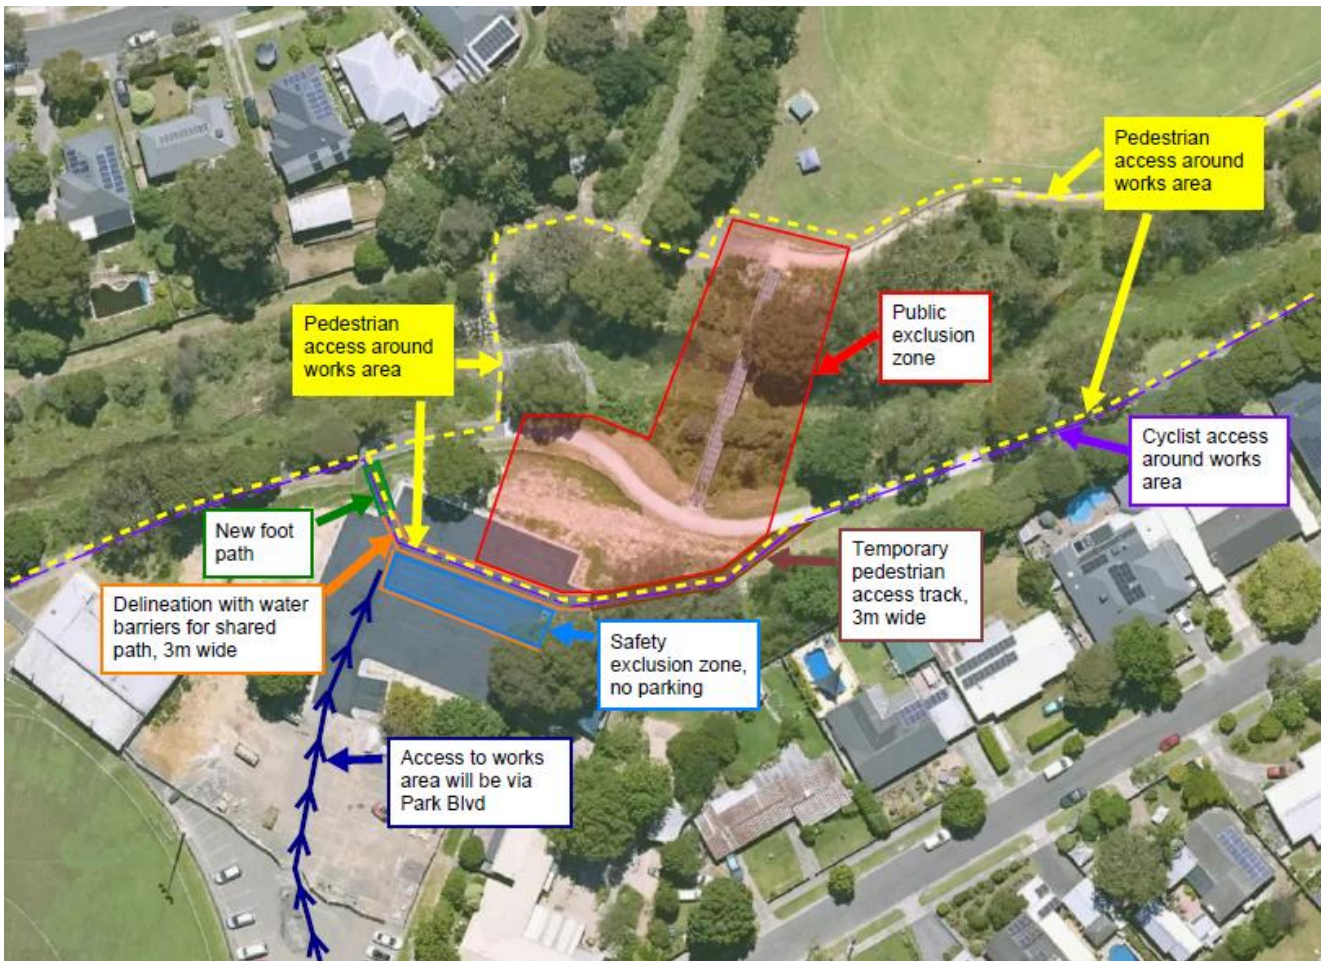 Pedestrian
access around
works area
Pedestrian
access around
works area
Public
exclusion
zone
Cyclist access
around works
area
New foot
path
Delineation with water
barriers for shared
path, 3m wide
Temporary
pedestrian
access track,
3m wide
Safety
exclusion zone,
no parking
Access to works
area will be via
Park Blvd